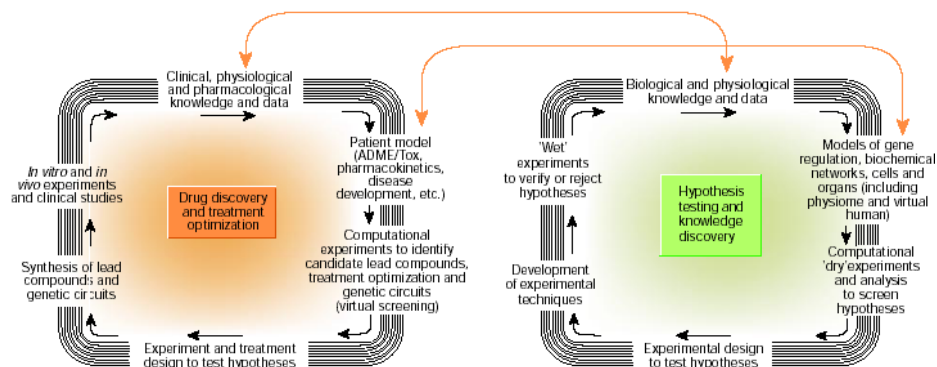 Clinical, physiological
and pharmacological
knowledge and data
Patient model
(ADME/Tox,
pharmacokinetics,
disease
development, etc.)
Computational
experiments to identify
candidate lead compounds,
treatment optimization and
genetic circuits
(virtual screening)
Experiment and treatment
design to test hypotheses
Synthesis of lead
compounds and
genetic circuits
In vitro and in
vivo experiments
and clinical studies
Drug discovery
and treatment
optimization
Biological and physiological
knowledge and data
Models of gene
regulation, biochemical
networks, cells and
organs (including
physiome and virtual
human)
Computational
'dry'experiments
and analysis
to screen
hypotheses
Experimental design
to test hypotheses
Development
of experimental
techniques
'Wet'
experiments
to verify or reject
hypotheses
Hypothesis
testing and
knowledge
discovery